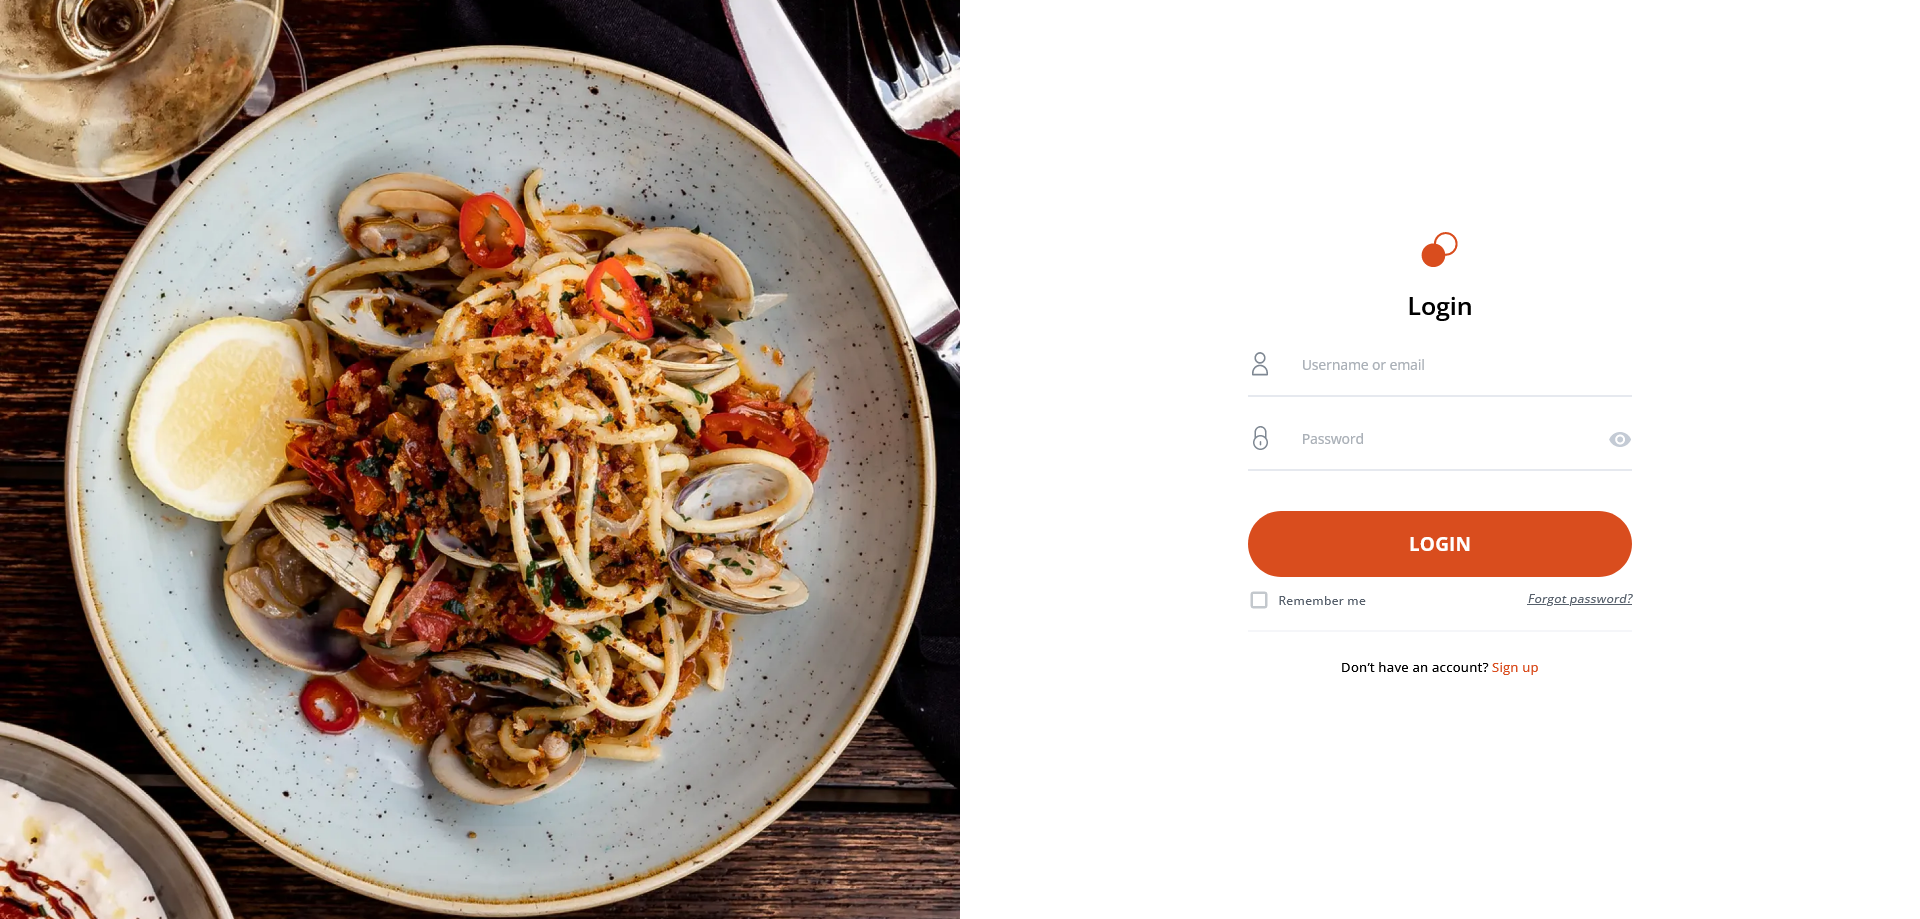 Login
Username or email
Password
LOGIN
Remember me
Forgot password?
Don't have an account? Sign up